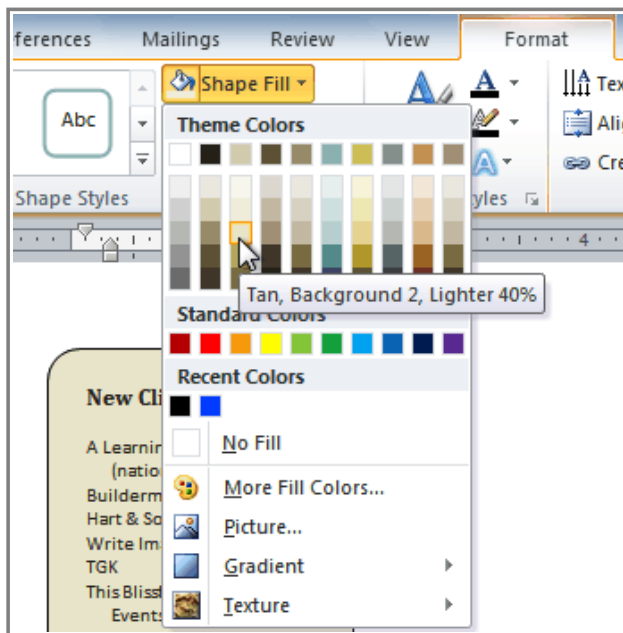 ferences Mailings Review View Format
Shape Fill
Abc
Theme Colors
Shape Styles
Tan, Background 2, Lighter 40%
Standard Colors
Recent Colors
No Fill
More Fill Colors...
Picture...
Gradient
Texture
New Cli
A Learnin
(natio
Builderm
Hart & So
Write Im
TGK
This Bliss
Events
Tex
Ali
Cre
yles
4